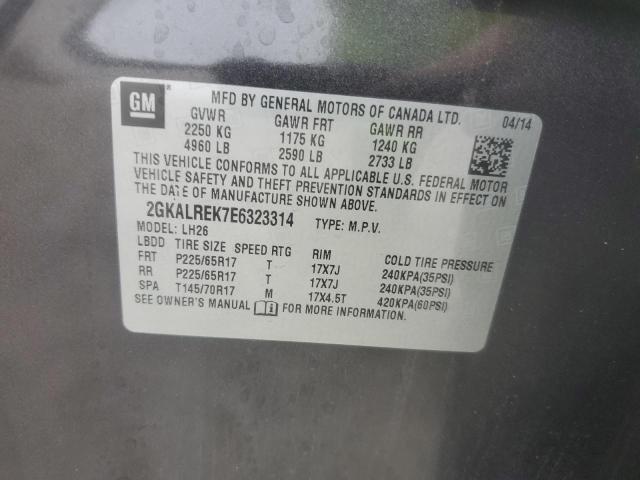 GM
MFD BY GENERAL MOTORS OF CANADA LTD.
GVWR GAWR FRT GAWR RR 04/14
2250 KG 1175 KG 1240 KG
4960 LB 2590 LB 2733 LB
THIS VEHICLE CONFORMS TO ALL APPLICABLE U.S. FEDERAL MOTOR
VEHICLE SAFETY AND THEFT PREVENTION STANDARDS IN EFFECT ON
THE DATE OF MANUFACTURE SHOWN ABOVE.
2GKALREK7E6323314 TYPE: M.P.V.
MODEL: LH26
LBDD TIRE SIZE SPEED RTG RIM COLD TIRE PRESSURE
FRT P225/65R17 T 17X7J 240KPA(35PSI)
RR P225/65R17 T 17X7J 240KPA(35PSI)
SPA T145/70R17 M 17X4.5T 420KPA(60PSI)
SEE OWNER'S MANUAL FOR MORE INFORMATION.